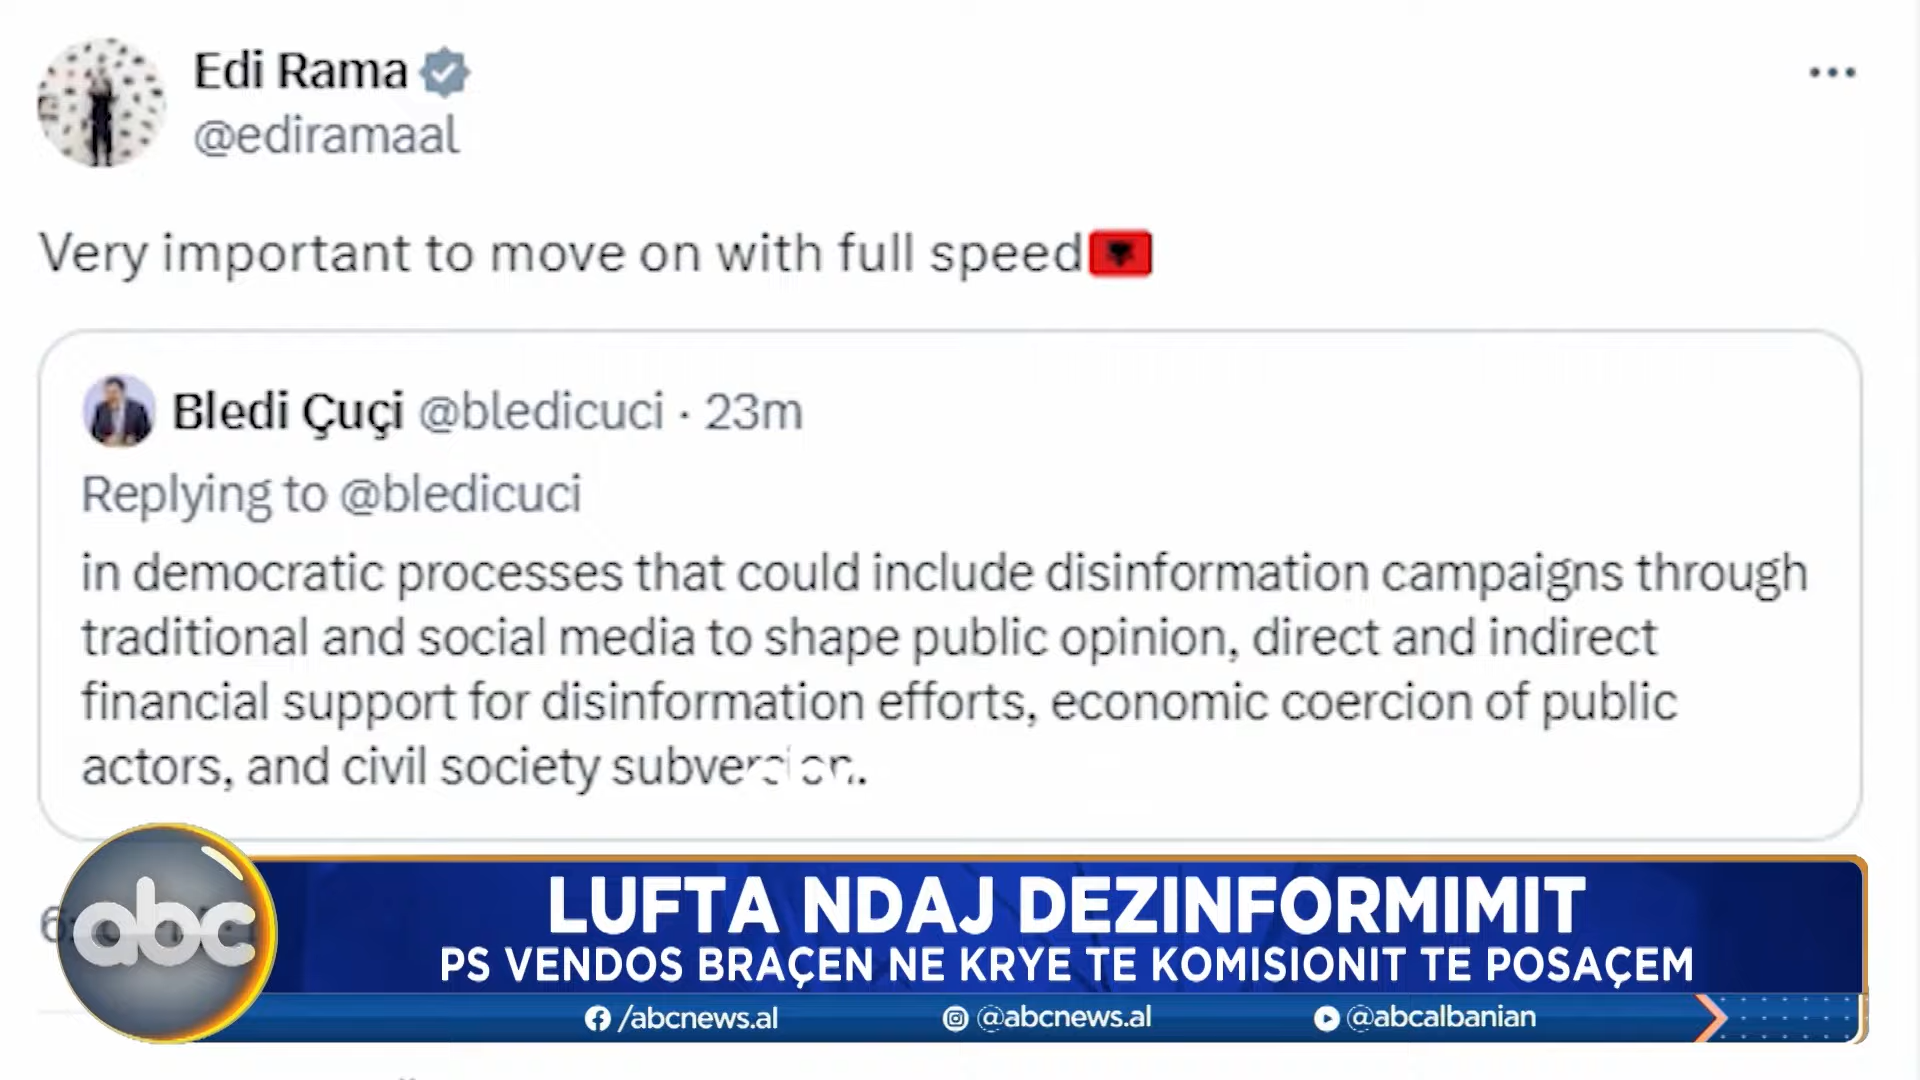 Edi Rama
@ediramaal
Very important to move on with full speed
Bledi Çuçi @bledicuci · 23m
Replying to @bledicuci
in democratic processes that could include disinformation campaigns through
traditional and social media to shape public opinion, direct and indirect
financial support for disinformation efforts, economic coercion of public
actors, and civil society subversion.
abc
LUFTA NDAJ DEZINFORMIMIT
PS VENDOS BRAÇEN NE KRYE TE KOMISIONIT TE POSAÇEM
/abcnews.al @abcnews.al @abcalbanian